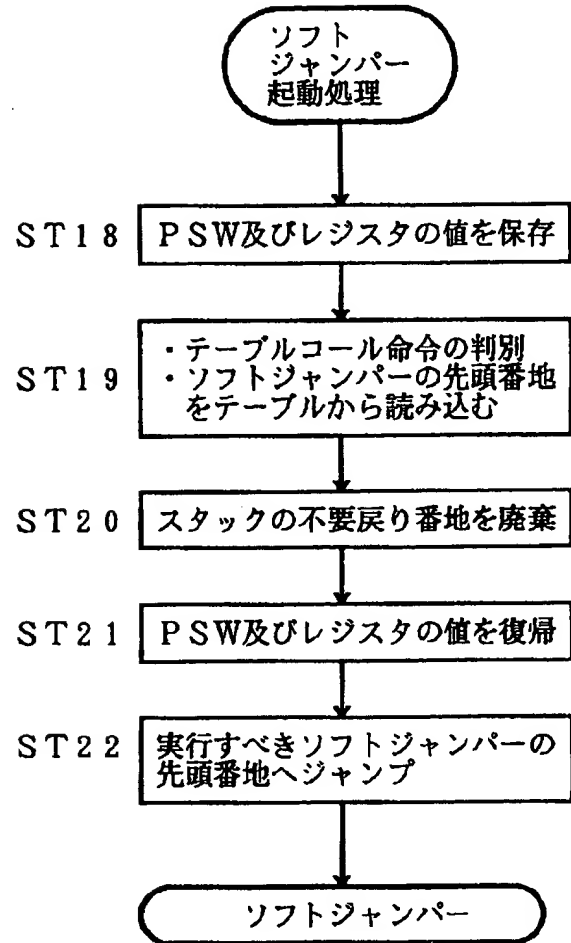 ソフト
ジャンパー
起動処理
ST18 PSW及びレジスタの値を保存
ST19
・テーブルコール命令の判別
・ソフトジャンパーの先頭番地
をテーブルから読み込む
ST20 スタックの不要戻り番地を廃棄
ST21 PSW及びレジスタの値を復帰
ST22 実行すべきソフトジャンパーの
先頭番地へジャンプ
ソフトジャンパー